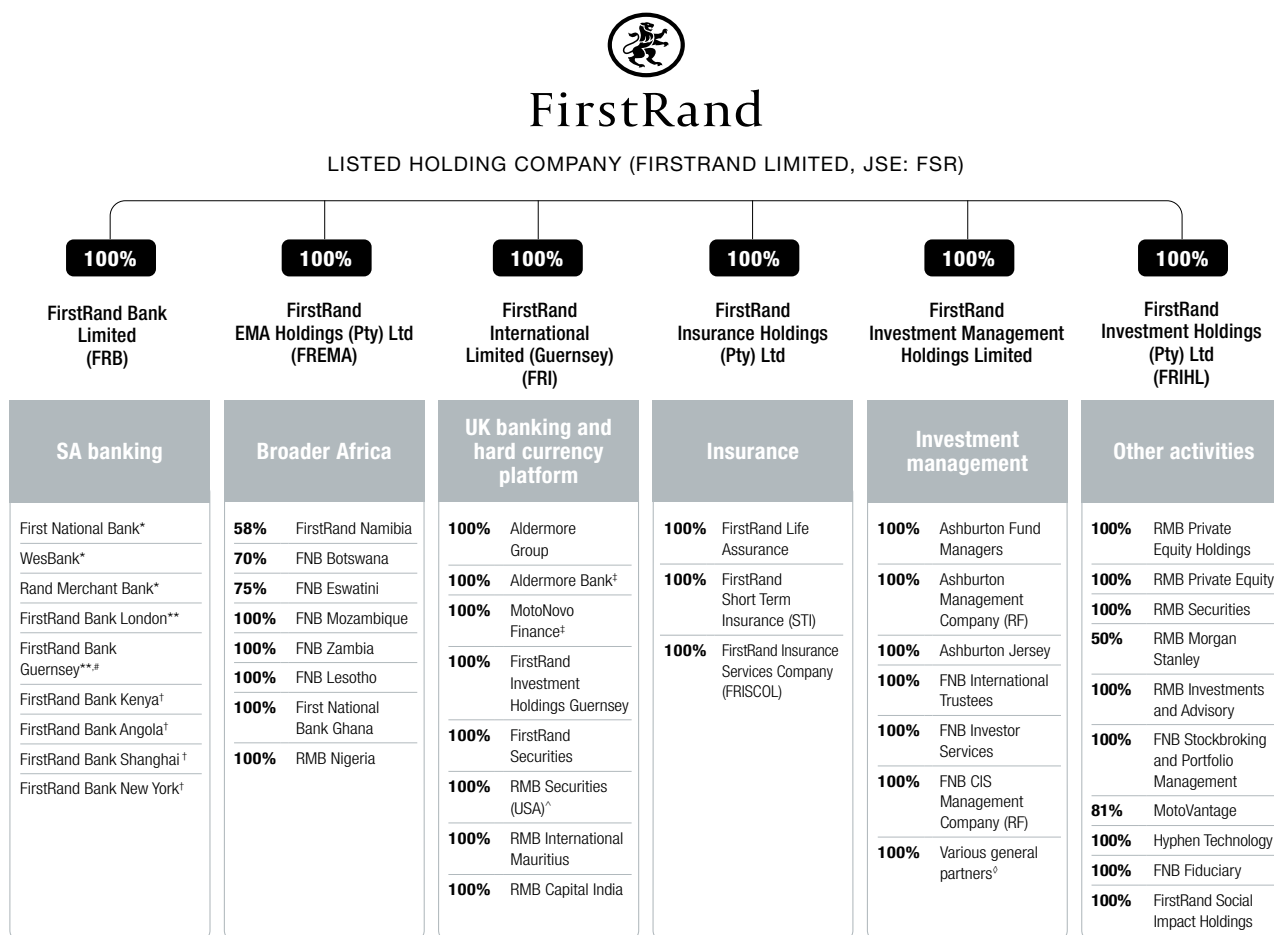 FirstRand
LISTED HOLDING COMPANY (FIRSTRAND LIMITED, JSE: FSR)
100%
FirstRand Bank
Limited
(FRB)
SA banking
First National Bank*
WesBank*
Rand Merchant Bank*
FirstRand Bank London**
FirstRand Bank
Guernsey**,#
FirstRand Bank Kenya†
FirstRand Bank Angola†
FirstRand Bank Shanghai †
FirstRand Bank New York†
100%
FirstRand
EMA Holdings (Pty) Ltd
(FREMA)
Broader Africa
58% FirstRand Namibia
70% FNB Botswana
75% FNB Eswatini
100% FNB Mozambique
100% FNB Zambia
100% FNB Lesotho
100% First National
Bank Ghana
100% RMB Nigeria
100%
FirstRand
International
Limited (Guernsey)
(FRI)
UK banking and
hard currency
platform
100% Aldermore
Group
100% Aldermore Bank‡
100% MotoNovo
Finance‡
100% FirstRand
Investment
Holdings Guernsey
100% FirstRand
Securities
100% RMB Securities
(USA)^
100% RMB International
Mauritius
100% RMB Capital India
100%
FirstRand
Insurance Holdings
(Pty) Ltd
Insurance
100% FirstRand Life
Assurance
100% FirstRand
Short Term
Insurance (STI)
100% FirstRand Insurance
Services Company
(FRISCOL)
100%
FirstRand
Investment Management
Holdings Limited
Investment
management
100% Ashburton Fund
Managers
100% Ashburton
Management
Company (RF)
100% Ashburton Jersey
100% FNB International
Trustees
100% FNB Investor
Services
100% FNB CIS
Management
Company (RF)
100% Various general
partners◊
100%
FirstRand
Investment Holdings
(Pty) Ltd
(FRIHL)
Other activities
100% RMB Private
Equity Holdings
100% RMB Private Equity
100% RMB Securities
50% RMB Morgan
Stanley
100% RMB Investments
and Advisory
100% FNB Stockbroking
and Portfolio
Management
81% MotoVantage
100% Hyphen Technology
100% FNB Fiduciary
100% FirstRand Social
Impact Holdings